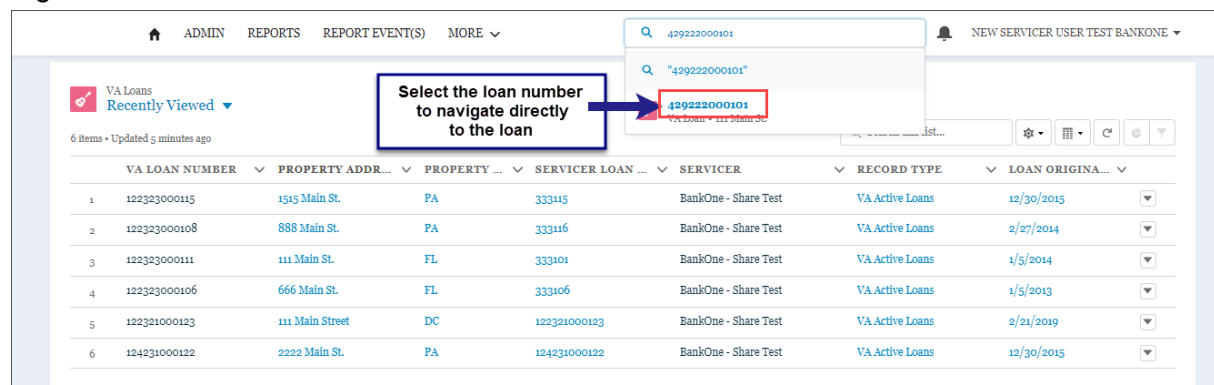 ADMIN REPORTS REPORT EVENT(S) MORE 429222000101 NEW SERVICER USER TEST BANKONE
"429222000101"
VA Loans
Recently Viewed
Select the loan number
to navigate directly
to the loan
429222000101
VA Loan • 111 Main St.
6 items • Updated 5 minutes ago
VA LOAN NUMBER PROPERTY ADDR... PROPERTY ... SERVICER LOAN ... SERVICER RECORD TYPE LOAN ORIGINA...
1 122323000115 1515 Main St. PA 333115 BankOne - Share Test VA Active Loans 12/30/2015
2 122323000108 888 Main St. PA 333116 BankOne - Share Test VA Active Loans 2/27/2014
3 122323000111 111 Main St. FL 333101 BankOne - Share Test VA Active Loans 1/5/2014
4 122323000106 666 Main St. FL 333106 BankOne - Share Test VA Active Loans 1/5/2013
5 122321000123 111 Main Street DC 122321000123 BankOne - Share Test VA Active Loans 2/21/2019
6 124231000122 2222 Main St. PA 124231000122 BankOne - Share Test VA Active Loans 12/30/2015